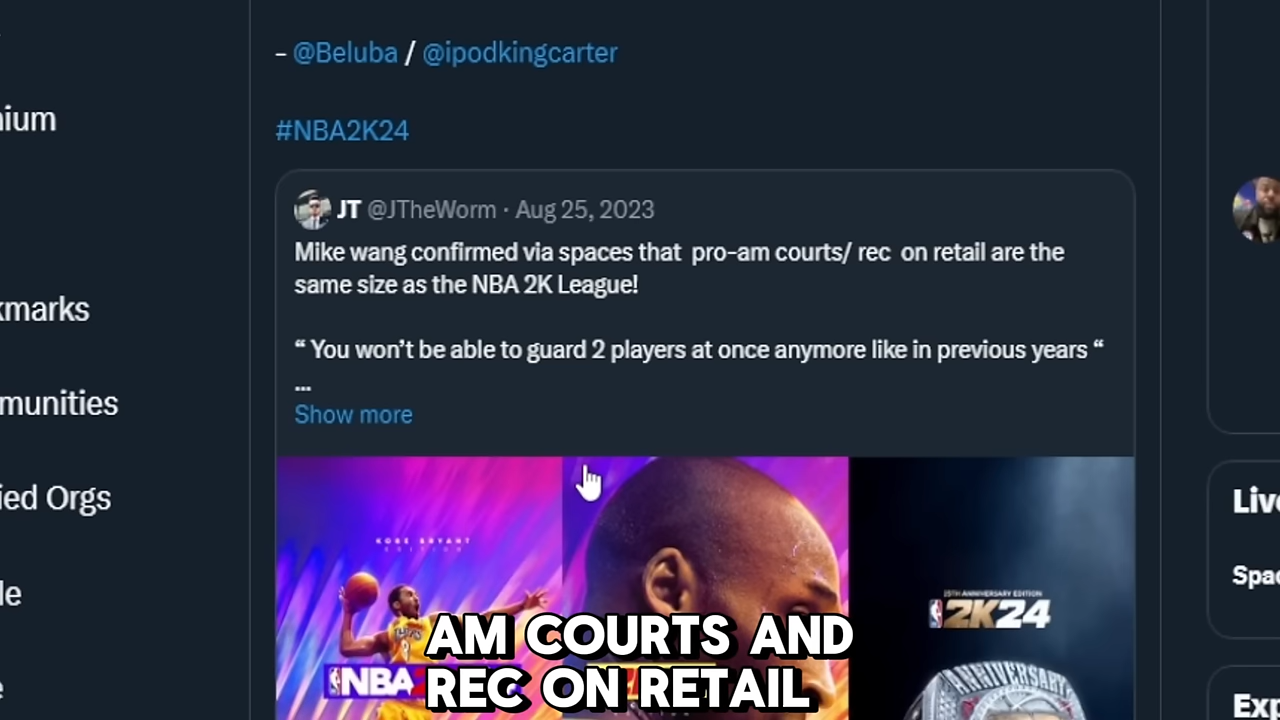 – @Beluba / @ipodkingcarter
nium
#NBA2K24
JT @JTheWorm · Aug 25, 2023
Mike wang confirmed via spaces that pro-am courts/ rec on retail are the
same size as the NBA 2K League!
kmarks
“ You won’t be able to guard 2 players at once anymore like in previous years “
...
munities
Show more
ied Orgs
Live
KOBE BRYANT
EDITION
Spac
le
25TH ANNIVERSARY EDITION
2K24
AM COURTS AND
NBA
REC ON RETAIL
ANNIVERSARY
e
Exp